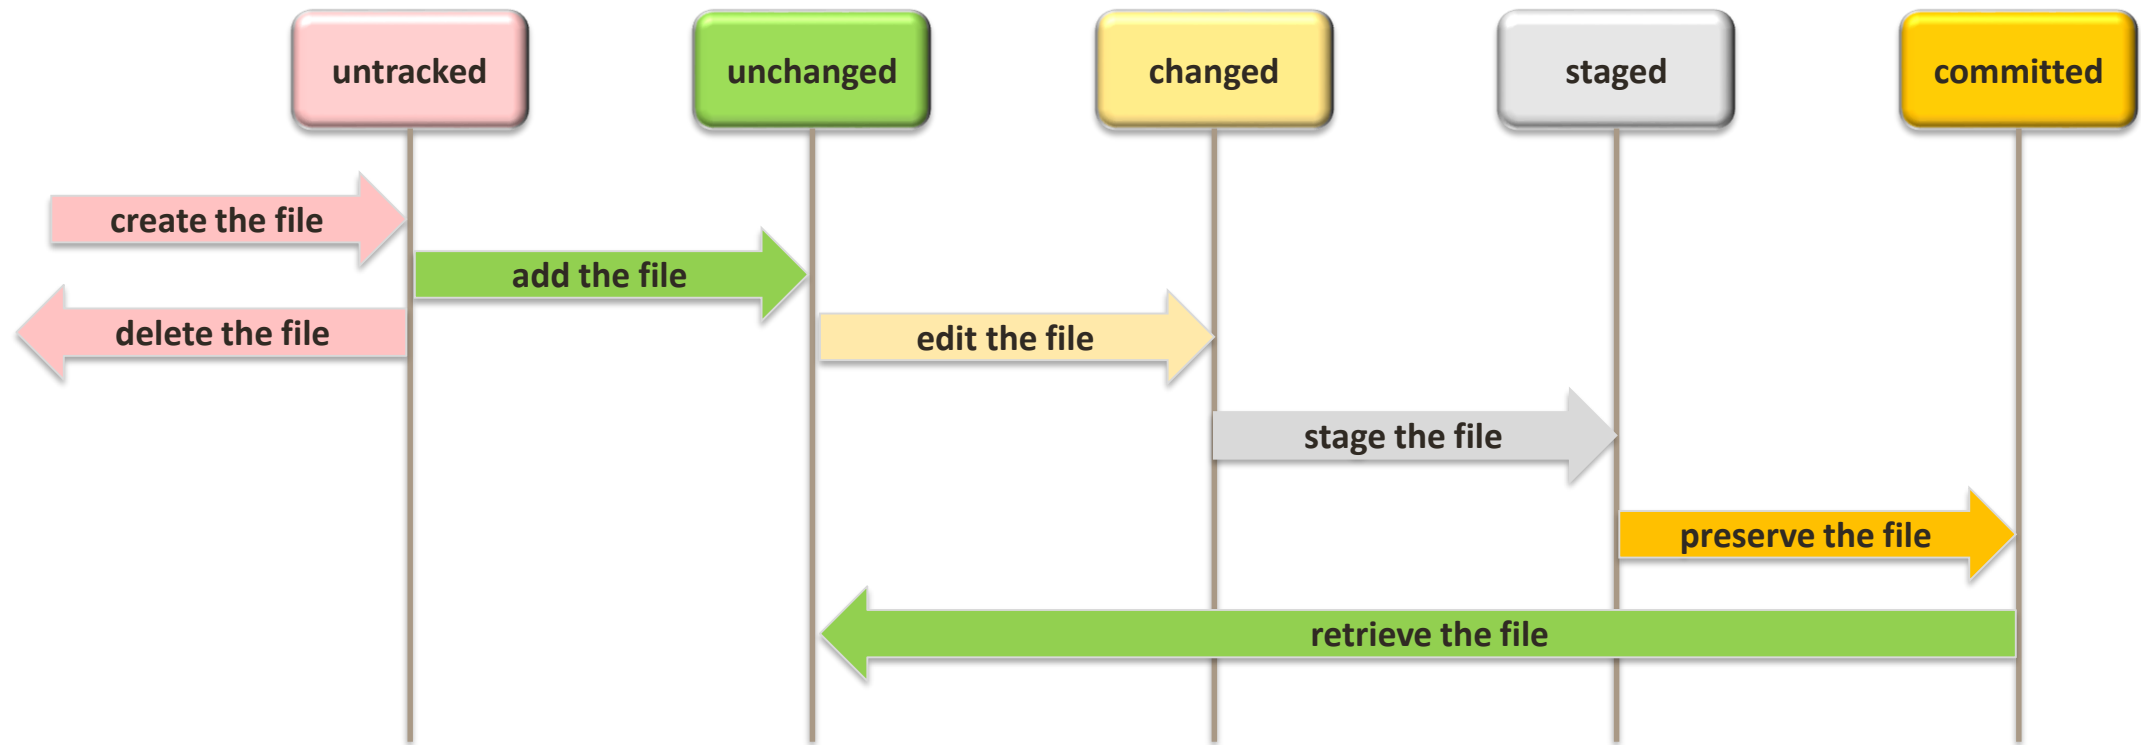 untracked
unchanged
changed
staged
committed
create the file
add the file
delete the file
edit the file
stage the file
preserve the file
retrieve the file